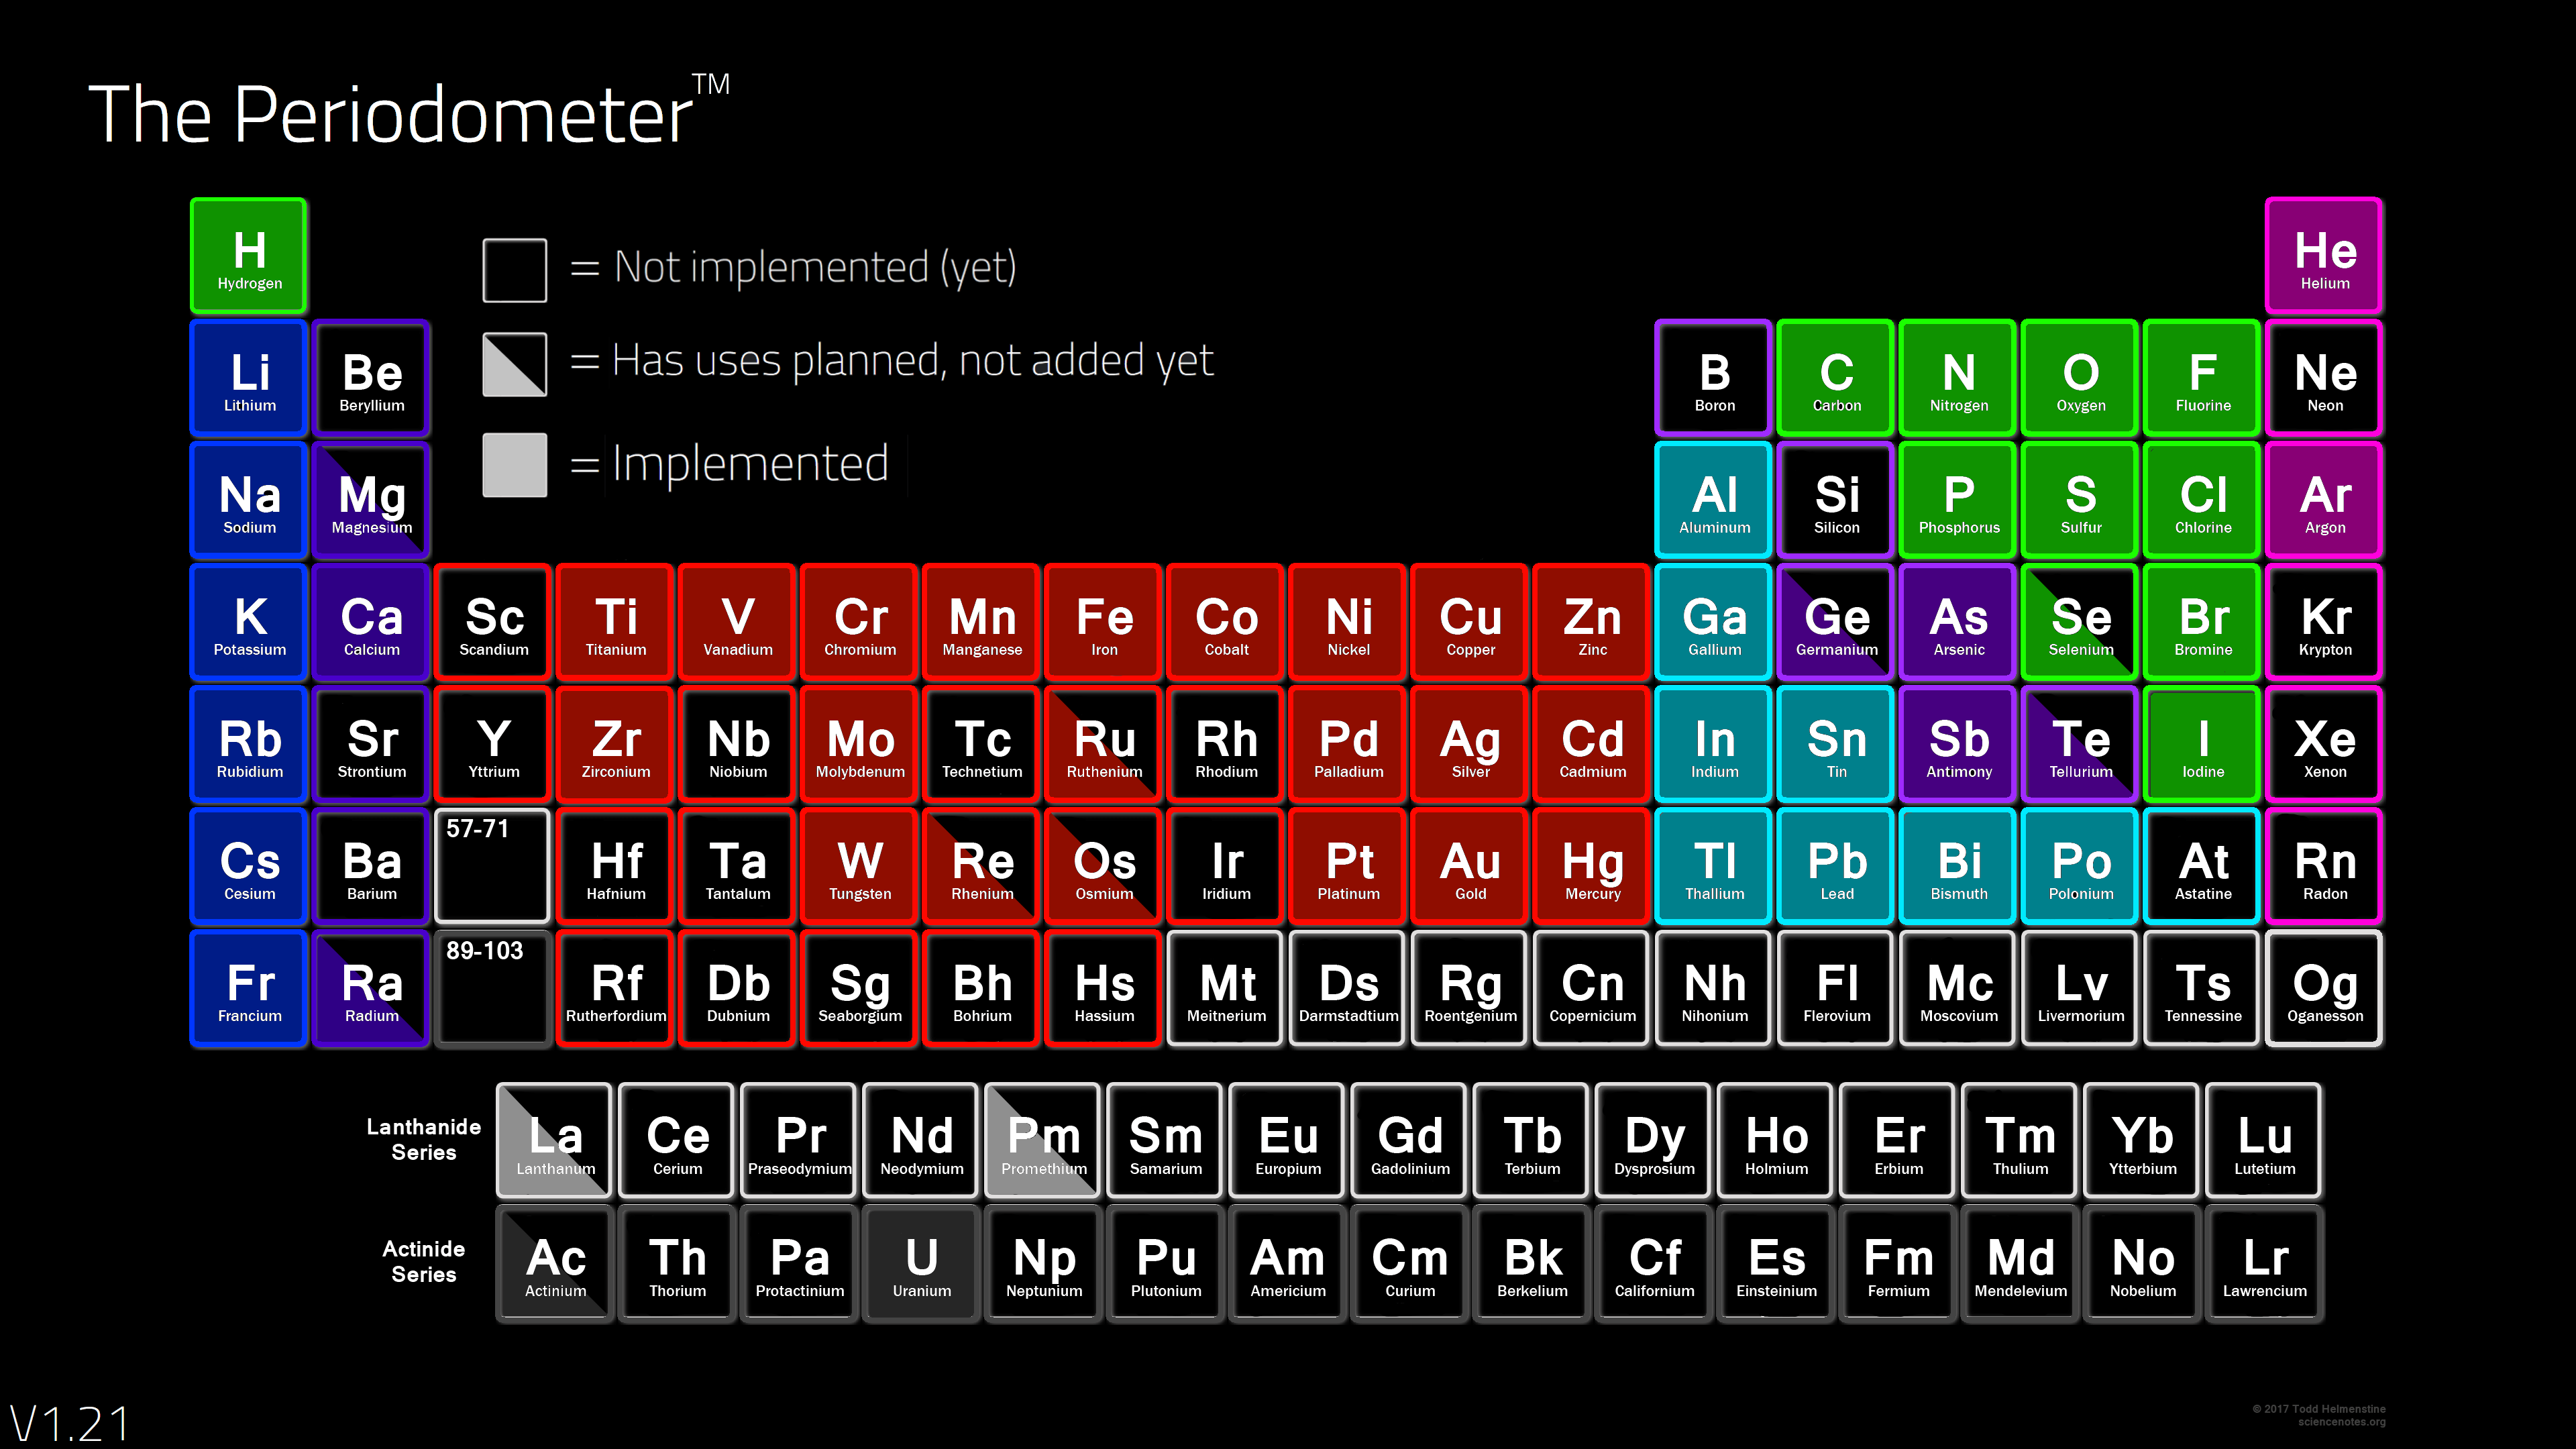 The Periodometer™
H
Hydrogen
He
Helium
= Not implemented (yet)
= Has uses planned, not added yet
= Implemented
Li
Lithium
Be
Beryllium
B
Boron
C
Carbon
N
Nitrogen
O
Oxygen
F
Fluorine
Ne
Neon
Na
Sodium
Mg
Magnesium
Al
Aluminum
Si
Silicon
P
Phosphorus
S
Sulfur
Cl
Chlorine
Ar
Argon
K
Potassium
Ca
Calcium
Sc
Scandium
Ti
Titanium
V
Vanadium
Cr
Chromium
Mn
Manganese
Fe
Iron
Co
Cobalt
Ni
Nickel
Cu
Copper
Zn
Zinc
Ga
Gallium
Ge
Germanium
As
Arsenic
Se
Selenium
Br
Bromine
Kr
Krypton
Rb
Rubidium
Sr
Strontium
Y
Yttrium
Zr
Zirconium
Nb
Niobium
Mo
Molybdenum
Tc
Technetium
Ru
Ruthenium
Rh
Rhodium
Pd
Palladium
Ag
Silver
Cd
Cadmium
In
Indium
Sn
Tin
Sb
Antimony
Te
Tellurium
I
Iodine
Xe
Xenon
Cs
Cesium
Ba
Barium
57-71
Hf
Hafnium
Ta
Tantalum
W
Tungsten
Re
Rhenium
Os
Osmium
Ir
Iridium
Pt
Platinum
Au
Gold
Hg
Mercury
Tl
Thallium
Pb
Lead
Bi
Bismuth
Po
Polonium
At
Astatine
Rn
Radon
Fr
Francium
Ra
Radium
89-103
Rf
Rutherfordium
Db
Dubnium
Sg
Seaborgium
Bh
Bohrium
Hs
Hassium
Mt
Meitnerium
Ds
Darmstadtium
Rg
Roentgenium
Cn
Copernicium
Nh
Nihonium
Fl
Flerovium
Mc
Moscovium
Lv
Livermorium
Ts
Tennessine
Og
Oganesson
Lanthanide
Series
La
Lanthanum
Ce
Cerium
Pr
Praseodymium
Nd
Neodymium
Pm
Promethium
Sm
Samarium
Eu
Europium
Gd
Gadolinium
Tb
Terbium
Dy
Dysprosium
Ho
Holmium
Er
Erbium
Tm
Thulium
Yb
Ytterbium
Lu
Lutetium
Actinide
Series
Ac
Actinium
Th
Thorium
Pa
Protactinium
U
Uranium
Np
Neptunium
Pu
Plutonium
Am
Americium
Cm
Curium
Bk
Berkelium
Cf
Californium
Es
Einsteinium
Fm
Fermium
Md
Mendelevium
No
Nobelium
Lr
Lawrencium
V1.21
© 2017 Todd Helmenstine
sciencenotes.org